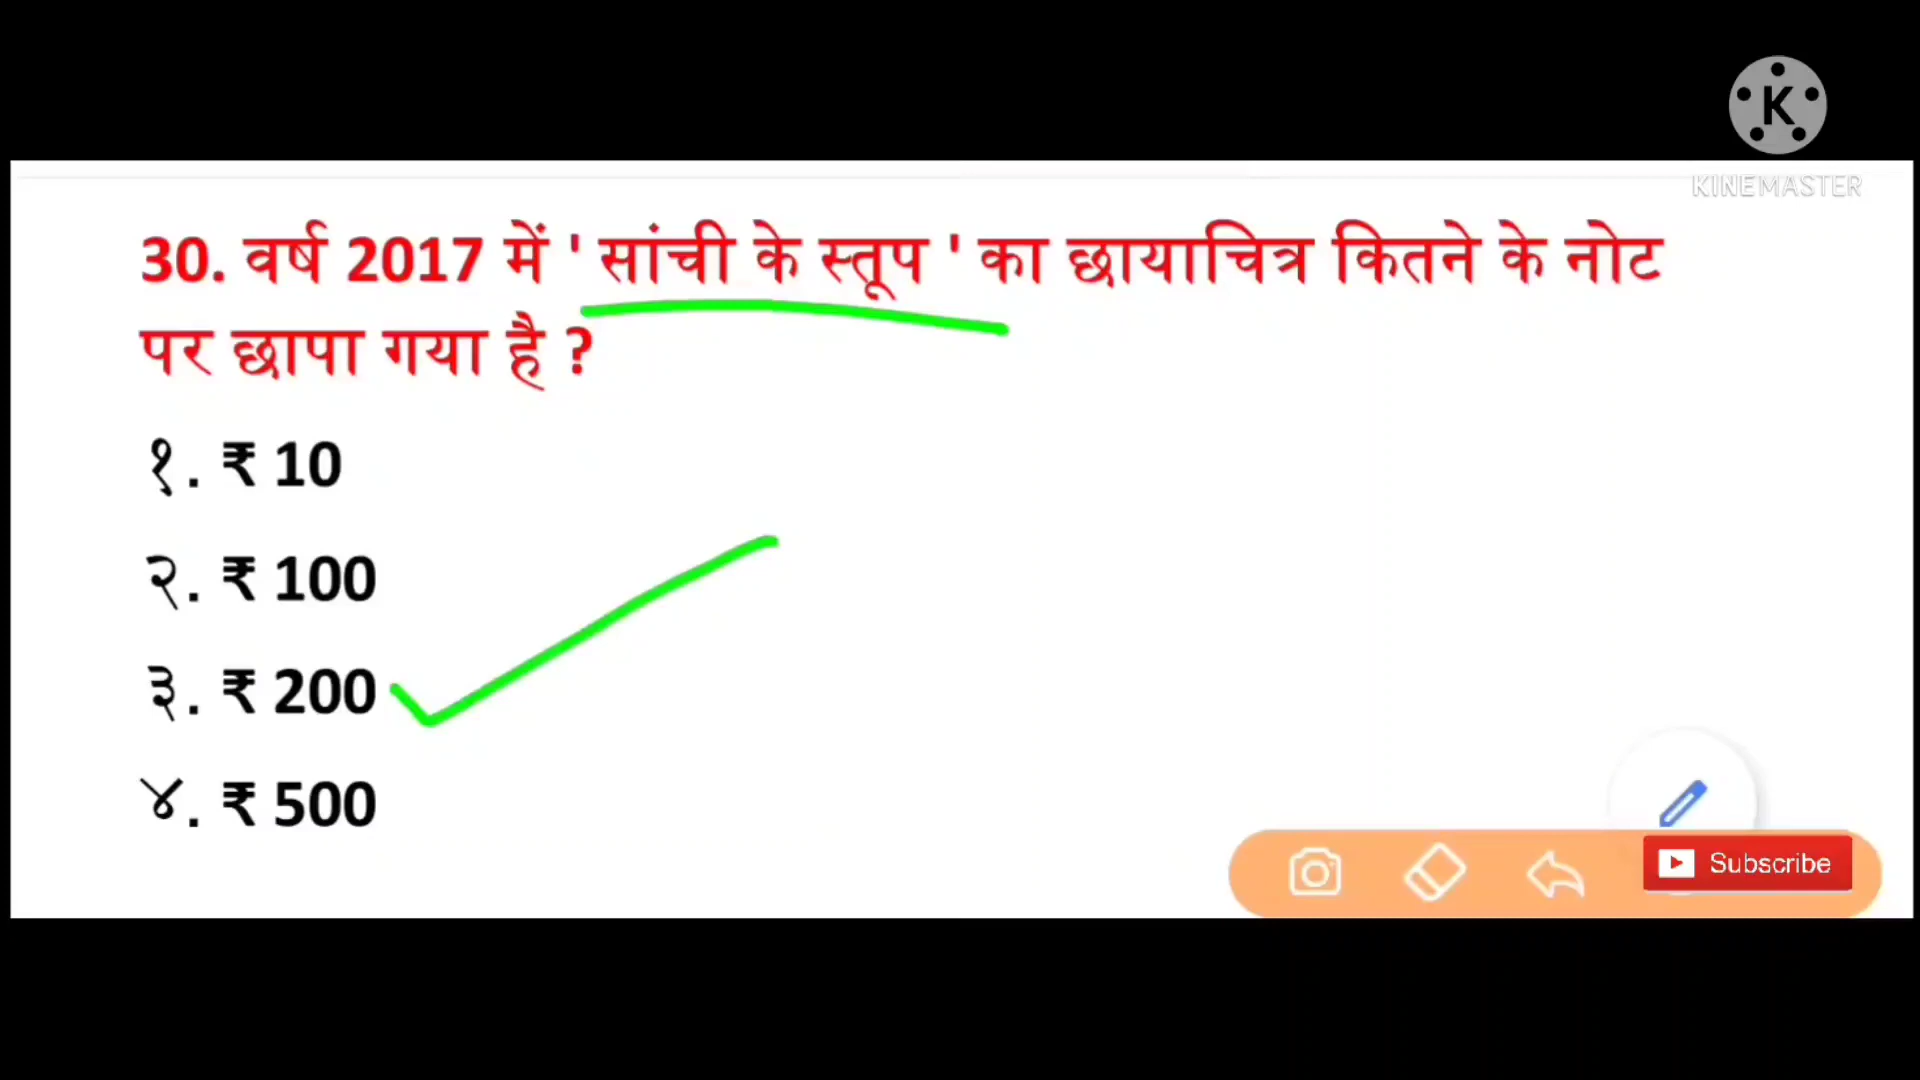 K
KINEMASTER
30. वर्ष 2017 में ' सांची के स्तूप ' का छायाचित्र कितने के नोट
पर छापा गया है ?
१. ₹ 10
२. ₹ 100
३. ₹ 200
४. ₹ 500
Subscribe